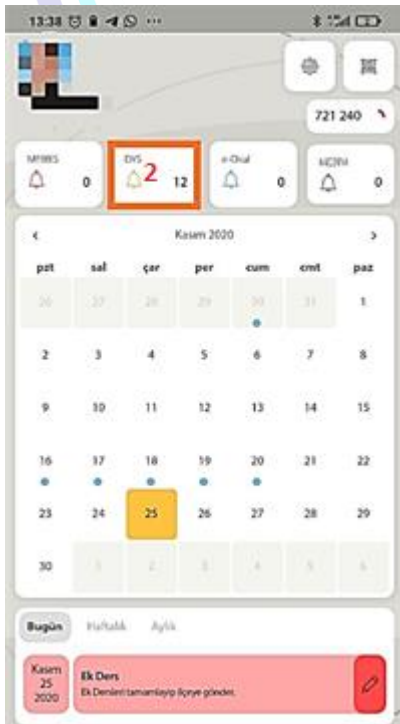 13:38
721 240
MEBBİS
0
DYS
2
12
e-Okul
0
MEBİM
0
Kasım 2020
pzt sal çar per cum cmt paz
26 27 28 29 30 31 1
2 3 4 5 6 7 8
9 10 11 12 13 14 15
16 17 18 19 20 21 22
23 24 25 26 27 28 29
30 1 2 3 4 5 6
Bugün Haftalık Aylık
Kasım
25
2020
Ek Ders
Ek Dersleri tamamlayıp ilçeye gönder.